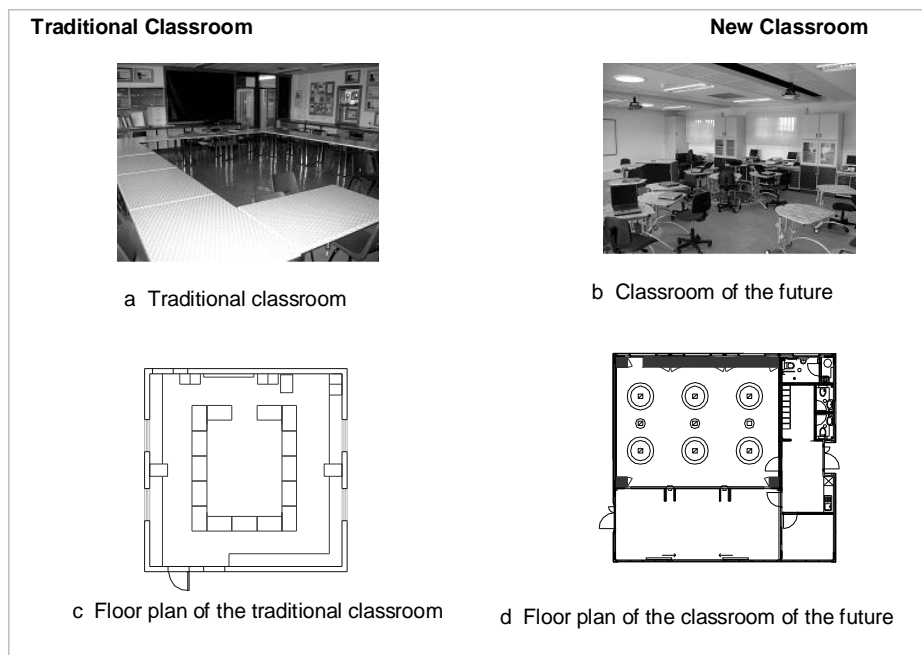 Traditional Classroom
New Classroom
a Traditional classroom
b Classroom of the future
c Floor plan of the traditional classroom
d Floor plan of the classroom of the future